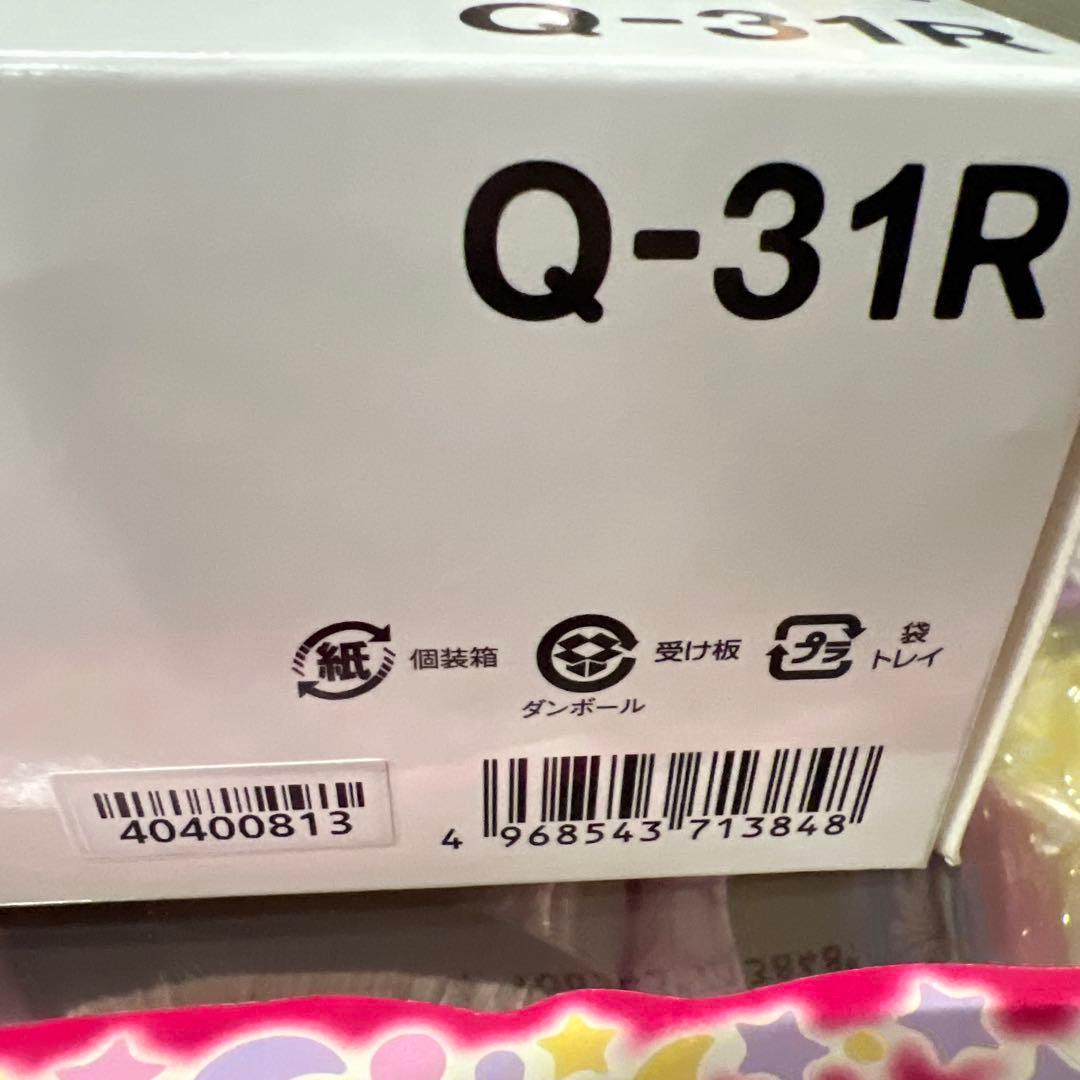 Q-31R
Q-31R
紙 個装箱
ダンボール
受け板
プラ
袋
トレイ
40400813
4 968543 713848